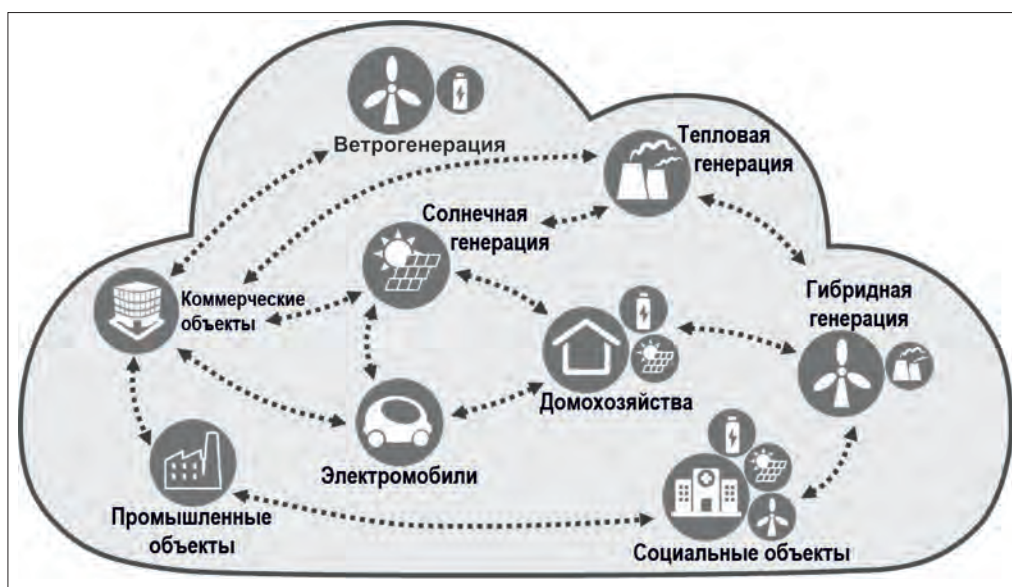 Ветрогенерация
Тепловая
генерация
Солнечная
генерация
Коммерческие
объекты
Гибридная
генерация
Домохозяйства
Электромобили
Промышленные
объекты
Социальные объекты